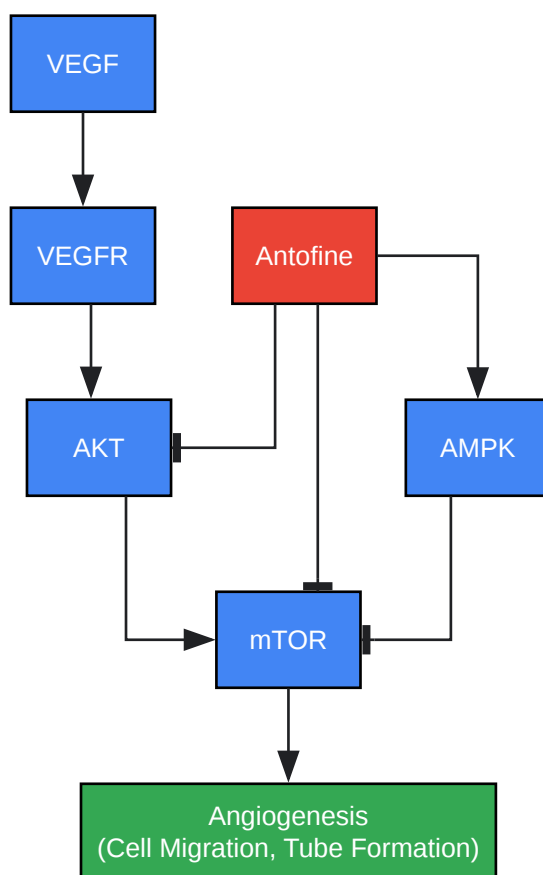 VEGF
VEGFR
Antofine
AKT
AMPK
mTOR
Angiogenesis
(Cell Migration, Tube Formation)